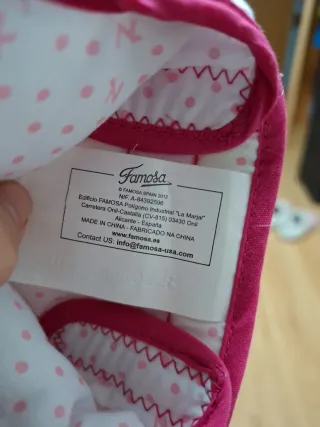 Famosa
© FAMOSA SPAIN 2012
NIF. A-84392596
Edificio FAMOSA Polígono Industrial "La Marjal"
Carretera Onil-Castalla (CV-815) 03430 Onil
Alicante - España
MADE IN CHINA - FABRICADO NA CHINA
www.famosa.es
Contact US: info@famosa-usa.com